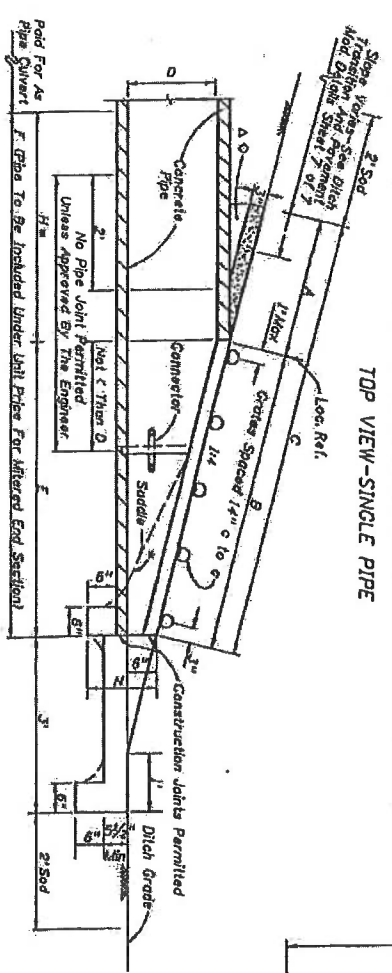 TOP VIEW-SINGLE PIPE
2' Sod
Slope Varies-See Ditch
Transition And Pavement
Mod. Details Sheet 7 of 7
A
1' Max
Loc. Ref.
C
B
Grates Spaced 14" c to c
1:4
3"
D
Concrete
Pipe
2'
No Pipe Joint Permitted
Unless Approved By The Engineer
Not < Than D
Connector
Saddle
Construction Joints Permitted
Ditch Grade
3"
6"
6"
6"
H
1'
6"
6"
3'
2' Sod
E
F (Pipe To Be Included Under Unit Price For Mitered End Section)
Paid For As
Pipe Culvert